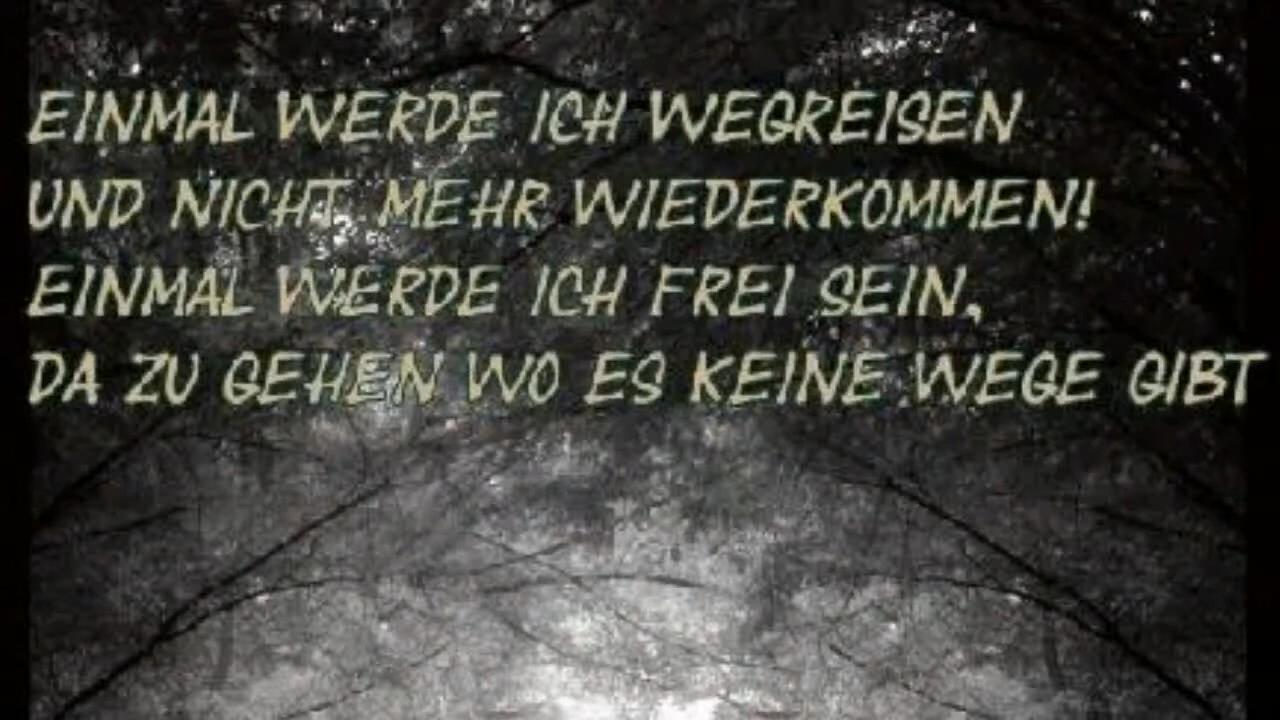 EINMAL WERDE ICH WEGREISEN
UND NICHT MEHR WIEDERKOMMEN!
EINMAL WERDE ICH FREI SEIN,
DA ZU GEHEN WO ES KEINE WEGE GIBT